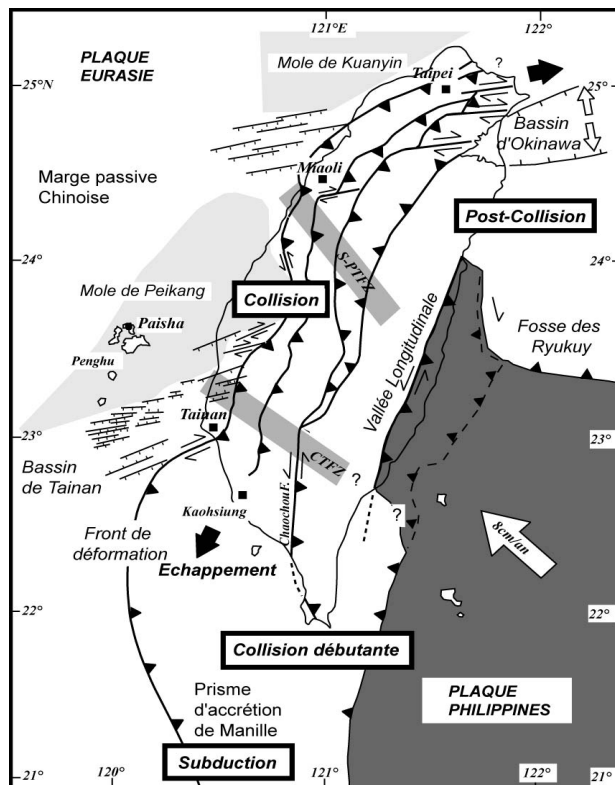 121°E
122°
PLAQUE
EURASIE
Mole de Kuanyin
Taipei
?
25°N
25°
Bassin
d'Okinawa
Miaoli
Marge passive
Chinoise
Post-Collision
S-PTFZ
24°
24°
Mole de Peikang
Collision
Paisha
Vallée Longitudinale
Fosse des
Ryukuy
Penghu
Tainan
23°
23°
CTFZ
?
Bassin
de Tainan
Chaochou F.
Kaohsiung
?
Front de
déformation
8cm/an
Echappement
22°
22°
Collision débutante
Prisme
d'accrétion
de Manille
PLAQUE
PHILIPPINES
Subduction
21°
120°
121°
122°
21°